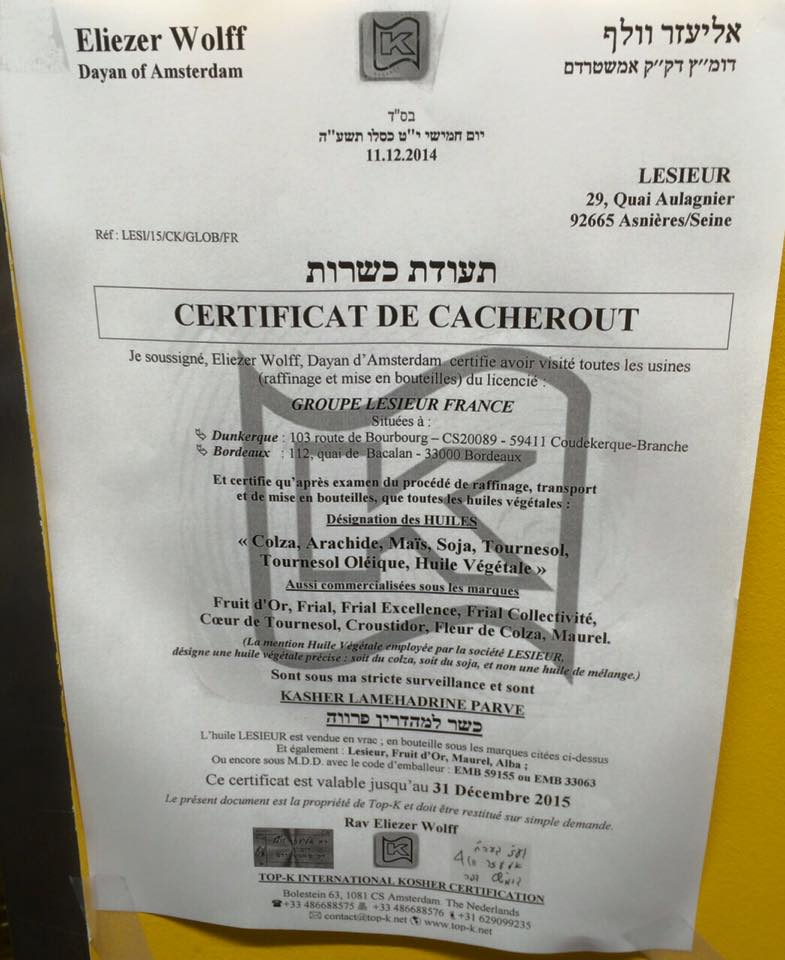 Eliezer Wolff
Dayan of Amsterdam
K
אליעזר וולף
דומ״ץ דק״ק אמשטרדם
בס"ד
יום חמישי י"ט כסלו תשע"ה
11.12.2014
LESIEUR
29, Quai Aulagnier
92665 Asnières/Seine
Réf : LESI/15/CK/GLOB/FR
תעודת כשרות
CERTIFICAT DE CACHEROUT
Je soussigné, Eliezer Wolff, Dayan d'Amsterdam certifie avoir visité toutes les usines
(raffinage et mise en bouteilles) du licencié :
GROUPE LESIEUR FRANCE
Situées à :
Dunkerque : 103 route de Bourbourg – CS20089 - 59411 Coudekerque-Branche
Bordeaux : 112, quai de Bacalan - 33000 Bordeaux
Et certifie qu'après examen du procédé de raffinage, transport
et de mise en bouteilles, que toutes les huiles végétales :
Désignation des HUILES
« Colza, Arachide, Maïs, Soja, Tournesol,
Tournesol Oléique, Huile Végétale »
Aussi commercialisées sous les marques
Fruit d'Or, Frial, Frial Excellence, Frial Collectivité,
Cœur de Tournesol, Croustidor, Fleur de Colza, Maurel.
(La mention Huile Végétale employée par la société LESIEUR,
désigne une huile végétale précise : soit du colza, soit du soja, et non une huile de mélange.)
Sont sous ma stricte surveillance et sont
KASHER LAMEHADRINE PARVE
כשר למהדרין פרווה
L'huile LESIEUR est vendue en vrac ; en bouteille sous les marques citées ci-dessus
Et également : Lesieur, Fruit d'Or, Maurel, Alba ;
Ou encore sous M.D.D. avec le code d'emballeur : EMB 59155 ou EMB 33063
Ce certificat est valable jusqu'au 31 Décembre 2015
Le présent document est la propriété de Top-K et doit être restitué sur simple demande.
Rav Eliezer Wolff
K
TOP-K INTERNATIONAL KOSHER CERTIFICATION
Bolestein 63, 1081 CS Amsterdam The Netherlands
+33 486688575 +33 486688576 +31 629099235
contact@top-k.net www.top-k.net